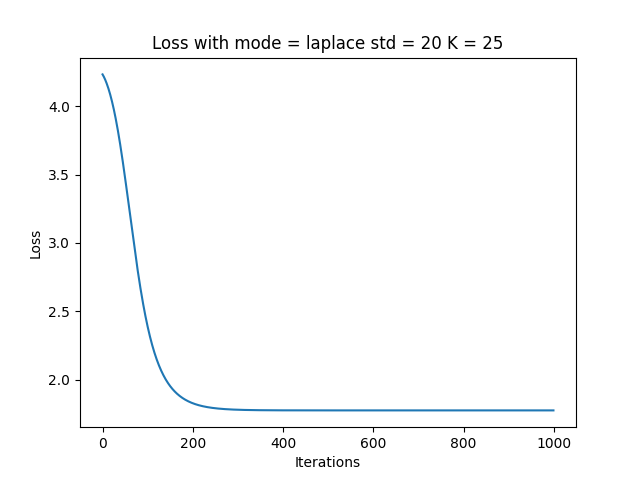 Loss with mode = laplace std = 20 K = 25
4.0
3.5
3.0
2.5
2.0
Loss
0 200 400 600 800 1000
Iterations